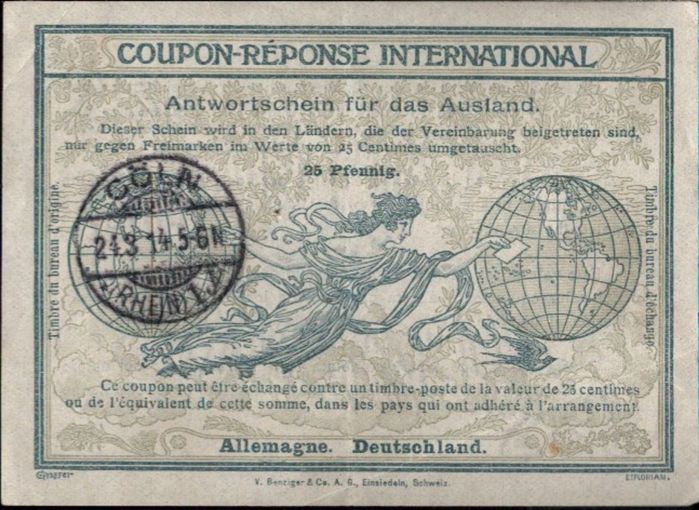 COUPON-RÉPONSE INTERNATIONAL
Antwortschein für das Ausland.
Dieser Schein wird in den Ländern, die der Vereinbarung beigetreten sind,
nur gegen Freimarken im Werte von 25 Centimes umgetauscht.
25 Pfennig.
Timbre du bureau d'origine.
CÖLN
24.3 14.5-6N
(RHEIN) 1
Timbre du bureau d'échange
Ce coupon peut être échangé contre un timbre-poste de la valeur de 25 centimes
ou de l'équivalent de cette somme, dans les pays qui ont adhéré à l'arrangement.
Allemagne. Deutschland.
V. Benziger & Co. A. G., Einsiedeln, Schweiz.
E. FLORIAN.